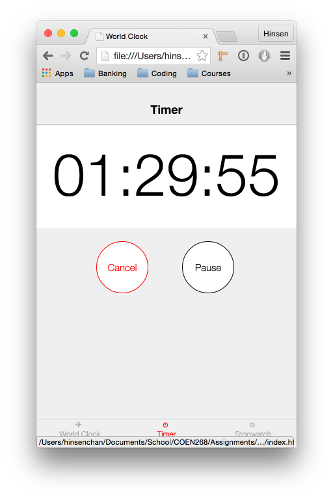 World Clock
Hinsen
file:///Users/hins...
Apps Banking Coding Courses »
Timer
01:29:55
Cancel Pause
World Clock Timer Stopwatch
/Users/hinsenchan/Documents/School/COEN268/Assignments/.../index.ht